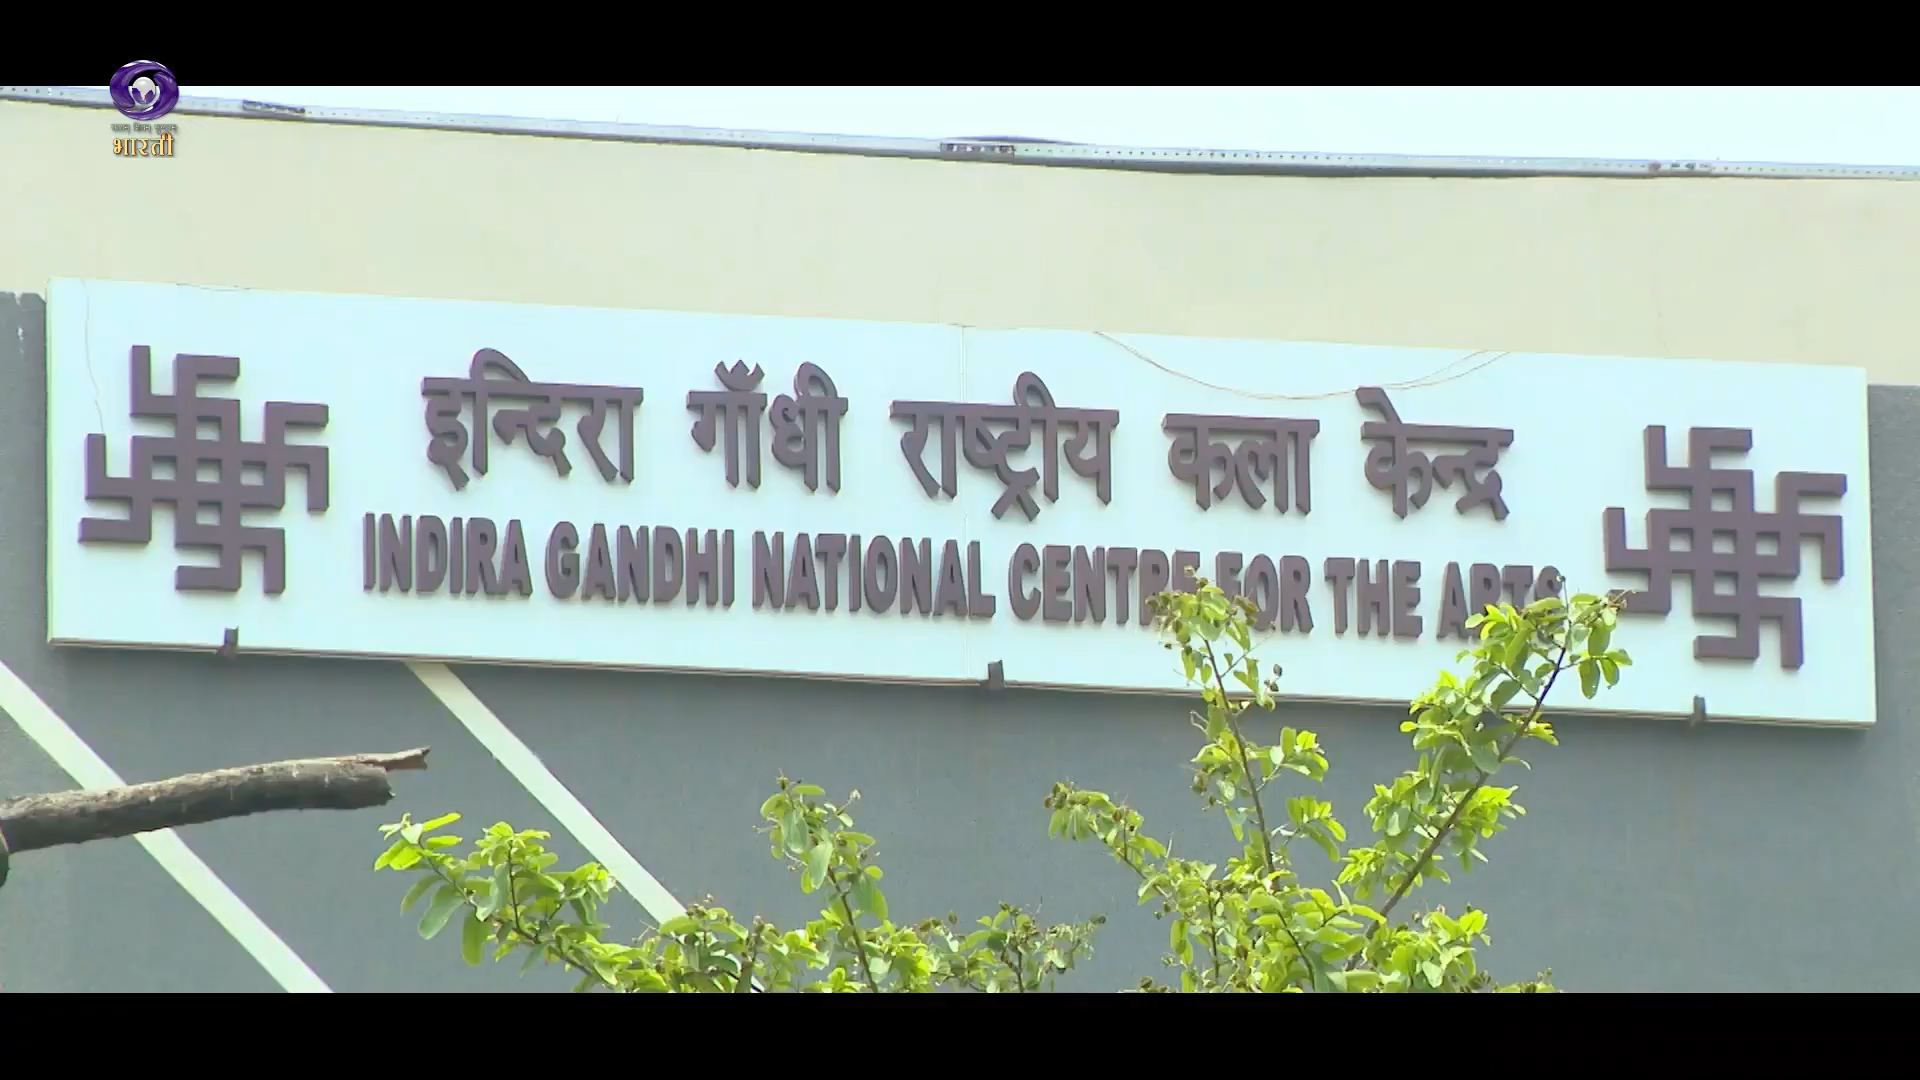 भारती
इन्दिरा गाँधी राष्ट्रीय कला केन्द्र
INDIRA GANDHI NATIONAL CENTRE FOR THE ARTS